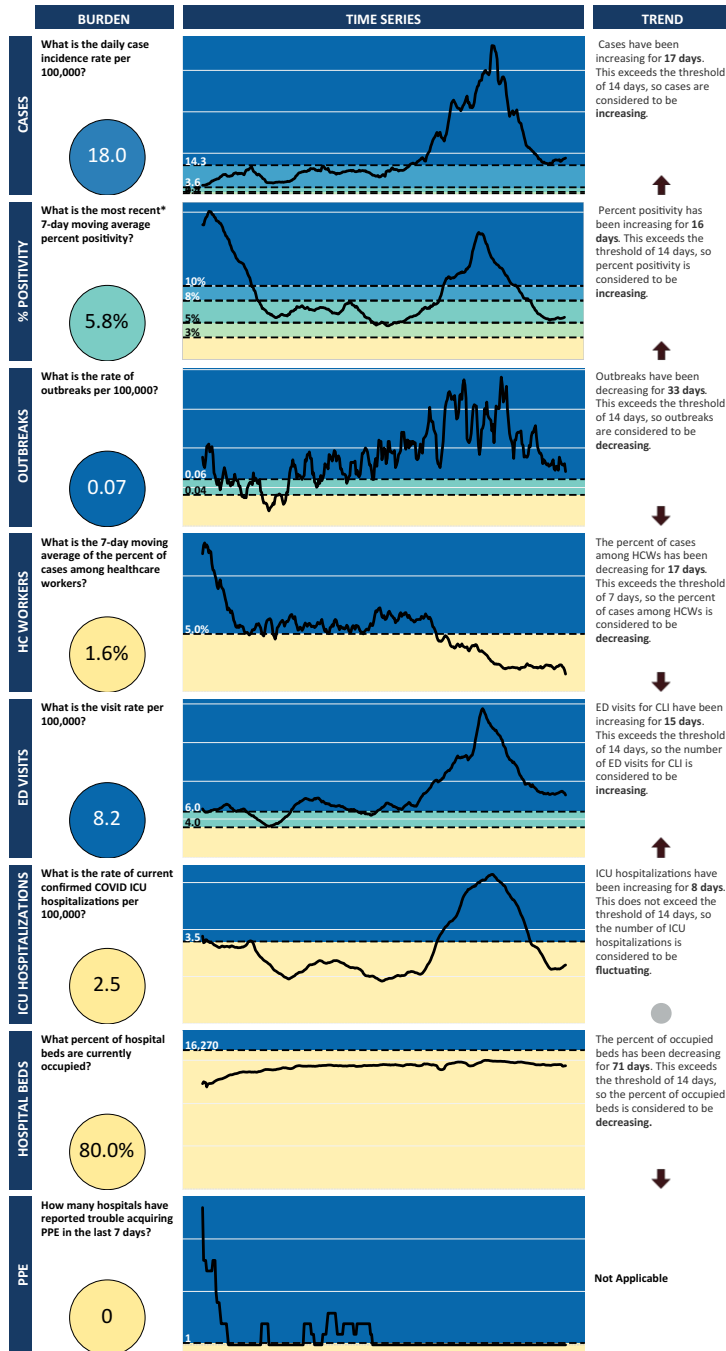 BURDEN
TIME SERIES
TREND
CASES
What is the daily case
incidence rate per
100,000?
18.0
14.3
3.6
Cases have been
increasing for 17 days.
This exceeds the threshold
of 14 days, so cases are
considered to be
increasing.
% POSITIVITY
What is the most recent*
7-day moving average
percent positivity?
5.8%
10%
8%
5%
3%
Percent positivity has
been increasing for 16
days. This exceeds the
threshold of 14 days, so
percent positivity is
considered to be
increasing.
OUTBREAKS
What is the rate of
outbreaks per 100,000?
0.07
0.06
0.04
Outbreaks have been
decreasing for 33 days.
This exceeds the threshold
of 14 days, so outbreaks
are considered to be
decreasing.
HC WORKERS
What is the 7-day moving
average of the percent of
cases among healthcare
workers?
1.6%
5.0%
The percent of cases
among HCWs has been
decreasing for 17 days.
This exceeds the threshold
of 7 days, so the percent
of cases among HCWs is
considered to be
decreasing.
ED VISITS
What is the visit rate per
100,000?
8.2
6.0
4.0
ED visits for CLI have been
increasing for 15 days.
This exceeds the threshold
of 14 days, so the number
of ED visits for CLI is
considered to be
increasing.
ICU HOSPITALIZATIONS
What is the rate of current
confirmed COVID ICU
hospitalizations per
100,000?
2.5
3.5
ICU hospitalizations have
been increasing for 8 days.
This does not exceed the
threshold of 14 days, so
the number of ICU
hospitalizations is
considered to be
fluctuating.
HOSPITAL BEDS
What percent of hospital
beds are currently
occupied?
80.0%
16,270
The percent of occupied
beds has been decreasing
for 71 days. This exceeds
the threshold of 14 days,
so the percent of occupied
beds is considered to be
decreasing.
PPE
How many hospitals have
reported trouble acquiring
PPE in the last 7 days?
0
1
Not Applicable